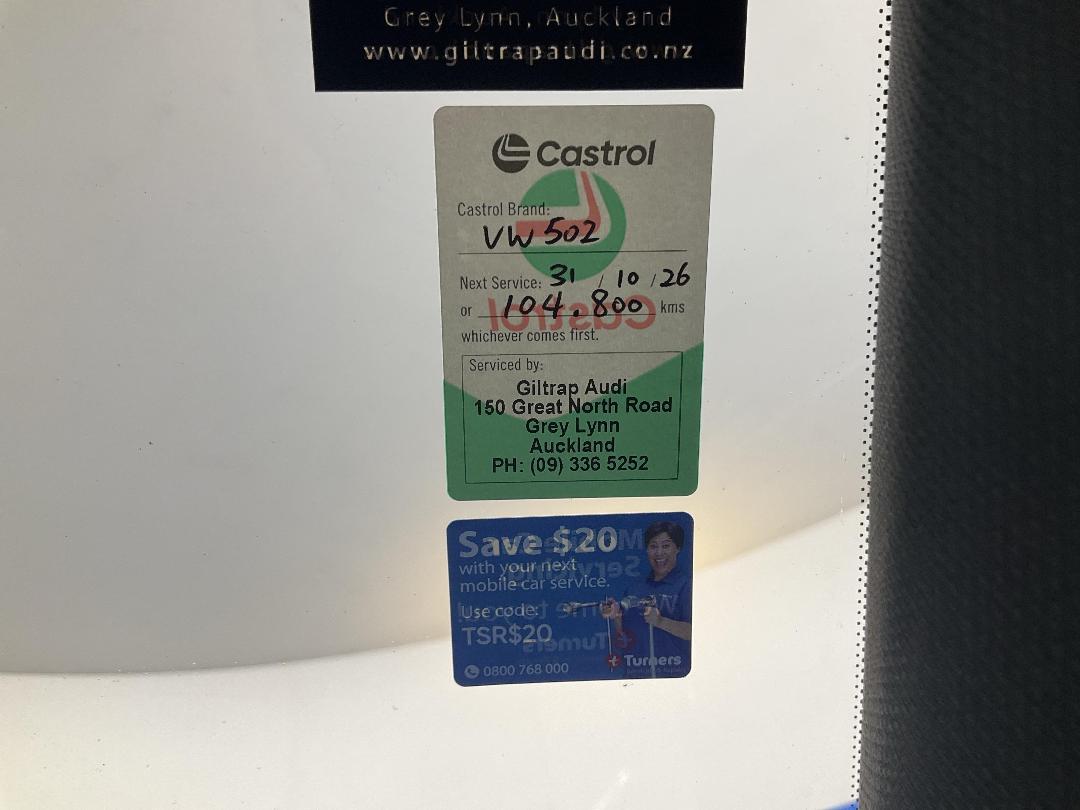 Grey Lynn, Auckland
www.giltrapaudi.co.nz
Castrol
Castrol Brand:
VW 502
Next Service: 31 / 10 / 26
or 104.800 kms
whichever comes first.
Serviced by:
Giltrap Audi
150 Great North Road
Grey Lynn
Auckland
PH: (09) 336 5252
Save $20
with your next
mobile car service.
Use code:
TSR$20
0800 768 000
Turners